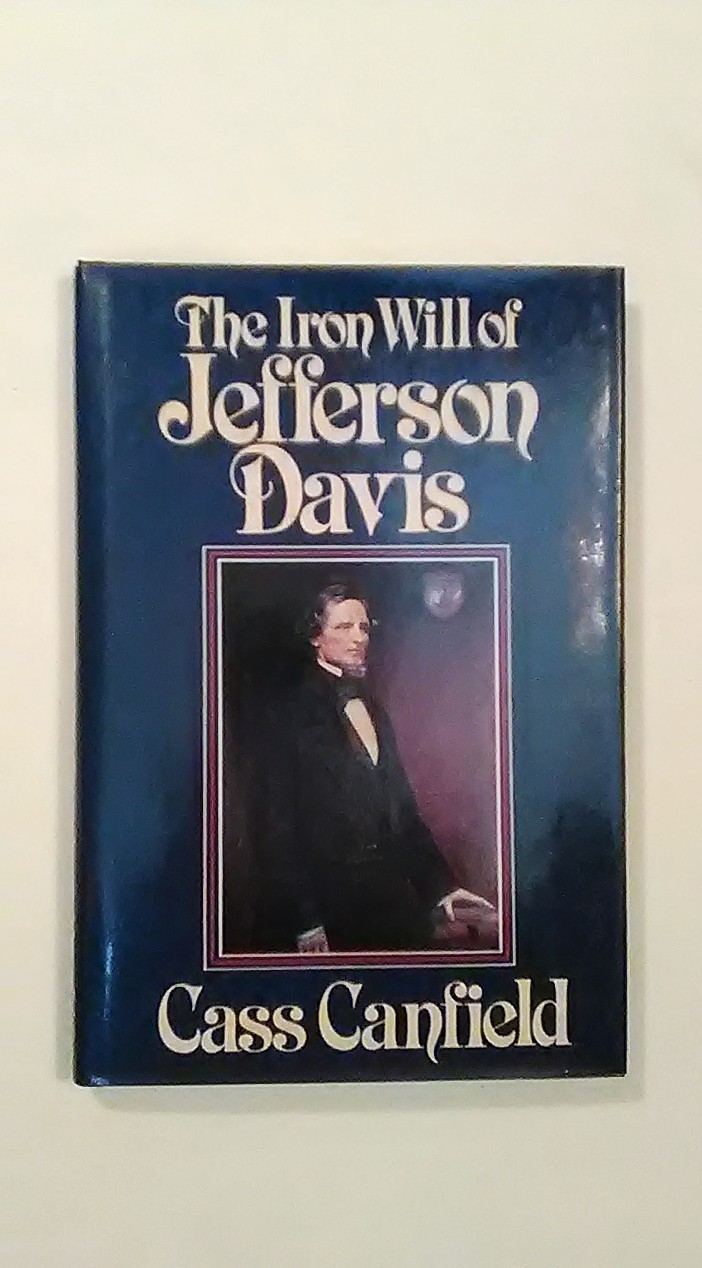 The Iron Will of
Jefferson
Davis
Cass Canfield